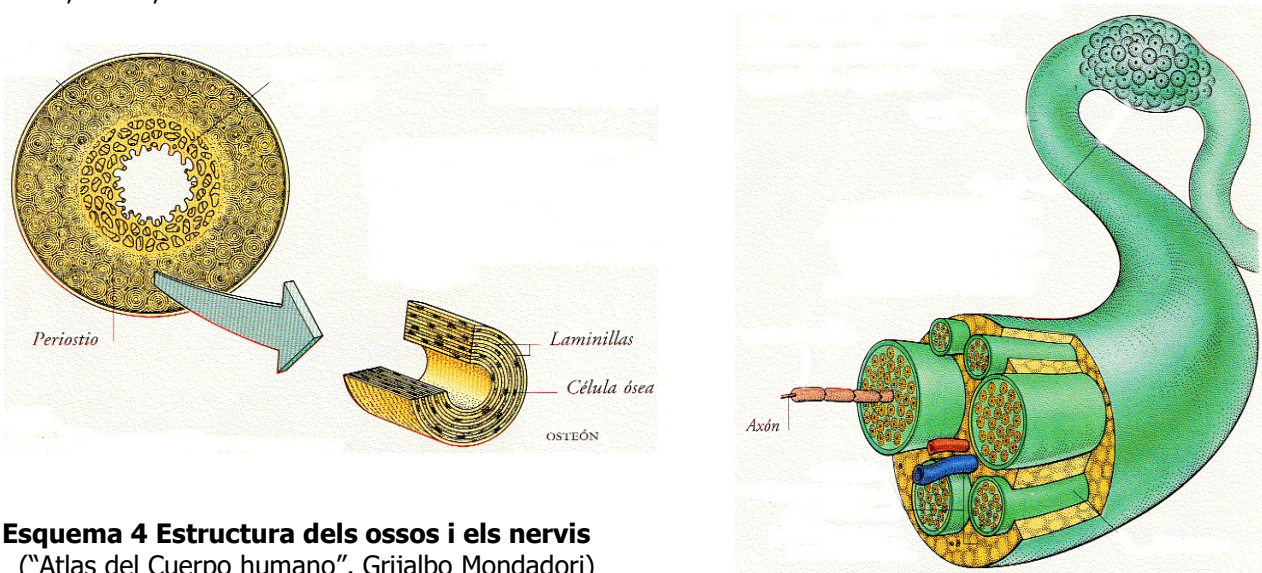 Periostio
Laminillas
Célula ósea
OSTEÓN
Axón
Esquema 4 Estructura dels ossos i els nervis
("Atlas del Cuerpo humano", Grijalbo Mondadori)